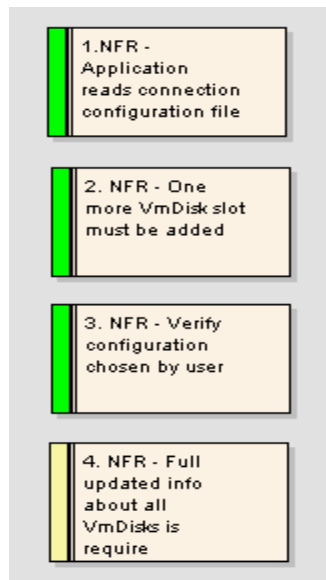 1.NFR -
Application
reads connection
configuration file
2. NFR - One
more VmDisk slot
must be added
3. NFR - Verify
configuration
chosen by user
4. NFR - Full
updated info
about all
VmDisks is
require